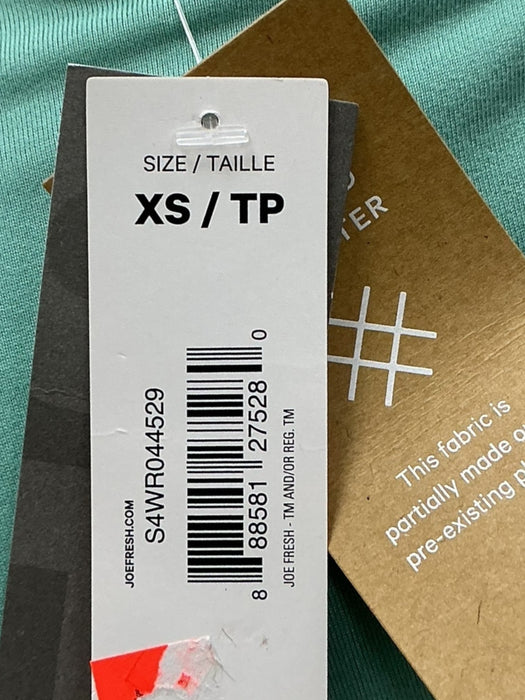 SIZE / TAILLE
XS / TP
JOEFRESH.COM
S4WR044529
8 88581 27528 0
JOE FRESH - TM AND/OR REG. TM
#
This fabric is
partially made
pre-existing